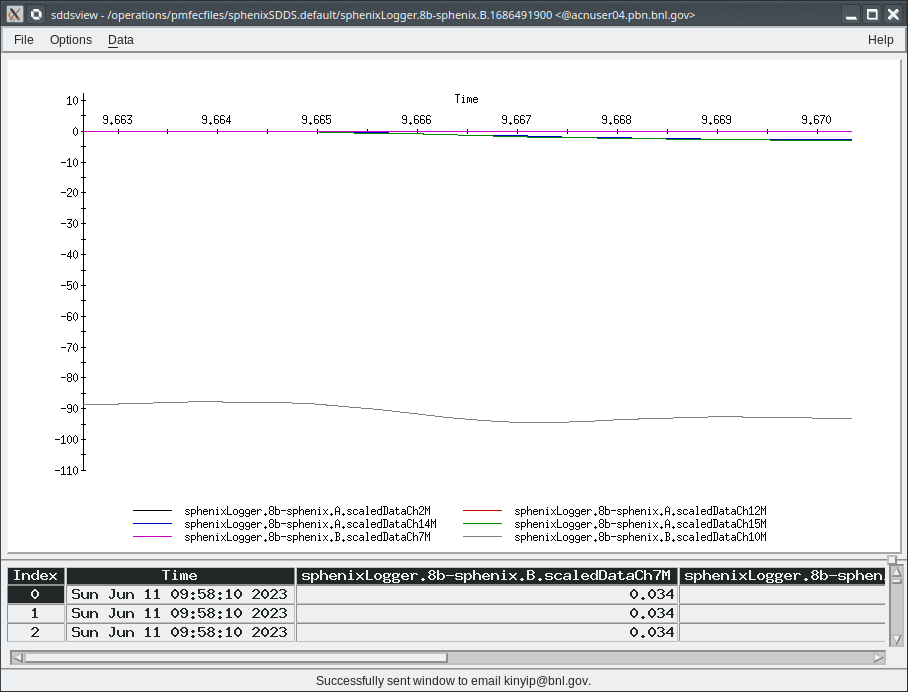 sddsview - /operations/pmfecfiles/sphenixSDDS.default/sphenixLogger.8b-sphenix.B.1686491900 <@acnuser04.pbn.bnl.gov>
File Options Data Help
Time
10
9.663 9.664 9.665 9.666 9.667 9.668 9.669 9.670
0
-10
-20
-30
-40
-50
-60
-70
-80
-90
-100
-110
sphenixLogger.8b-sphenix.A.scaledDataCh2M sphenixLogger.8b-sphenix.A.scaledDataCh12M
sphenixLogger.8b-sphenix.A.scaledDataCh14M sphenixLogger.8b-sphenix.A.scaledDataCh15M
sphenixLogger.8b-sphenix.B.scaledDataCh7M sphenixLogger.8b-sphenix.B.scaledDataCh10M
Index Time sphenixLogger.8b-sphenix.B.scaledDataCh7M sphenixLogger.8b-sphen
0 Sun Jun 11 09:58:10 2023 0.034
1 Sun Jun 11 09:58:10 2023 0.034
2 Sun Jun 11 09:58:10 2023 0.034
Successfully sent window to email kinyip@bnl.gov.